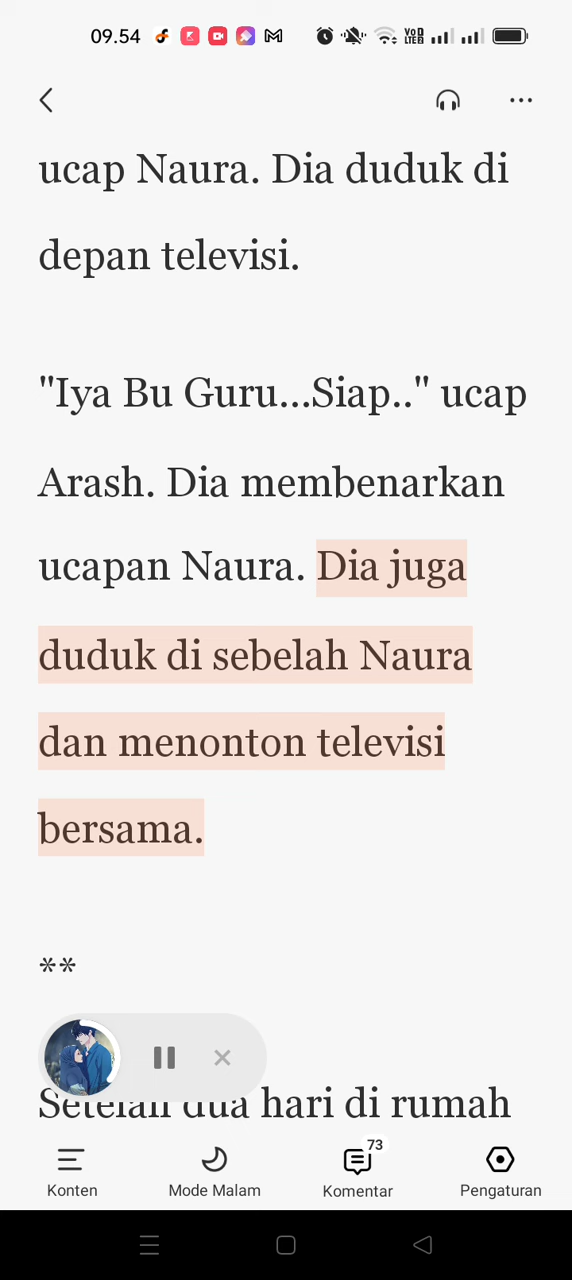 09.54
VoD
LTE2
ucap Naura. Dia duduk di
depan televisi.
"Iya Bu Guru...Siap.." ucap
Arash. Dia membenarkan
ucapan Naura. Dia juga
duduk di sebelah Naura
dan menonton televisi
bersama.
**
Setelah dua hari di rumah
73
Konten
Mode Malam
Komentar
Pengaturan